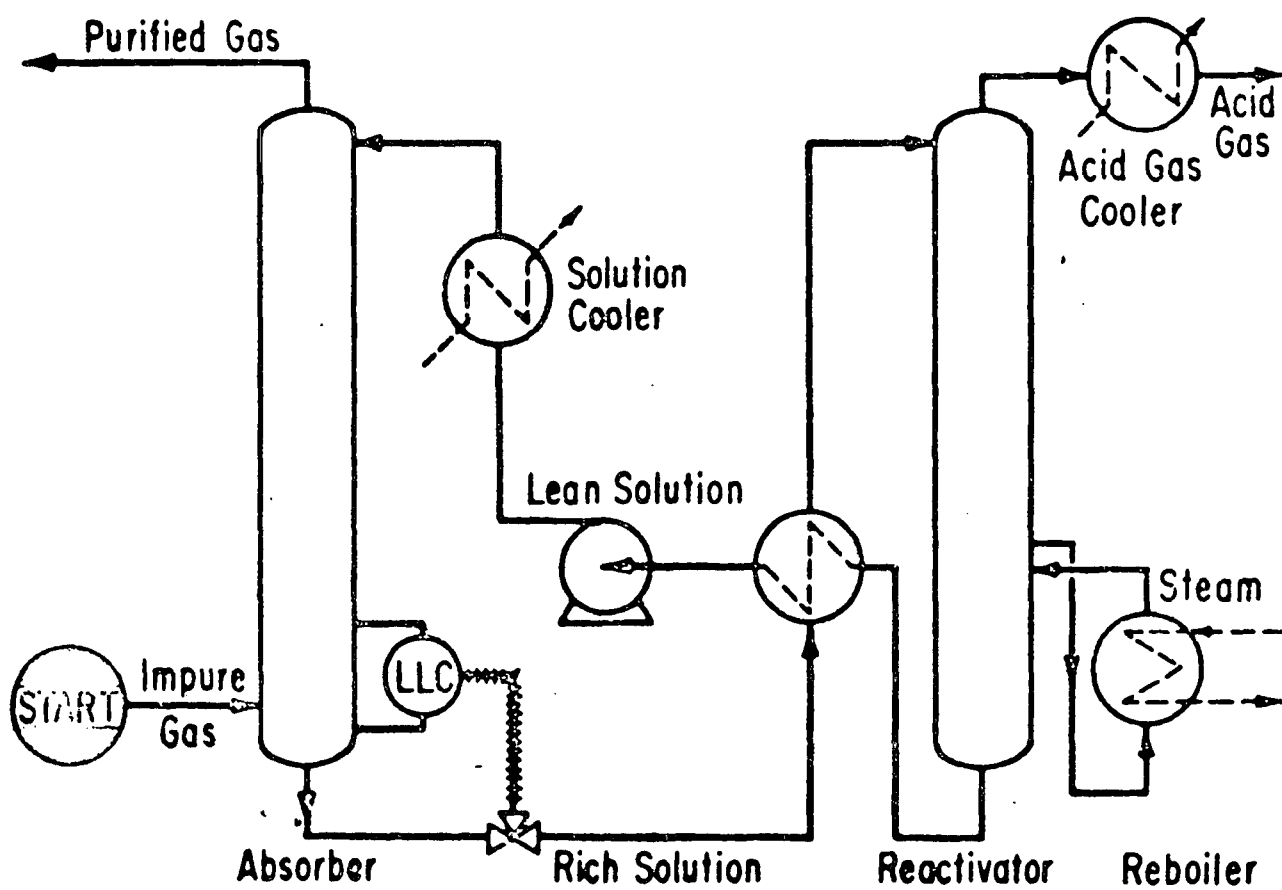 Purified Gas
Acid
Gas
Acid Gas
Cooler
Solution
Cooler
Lean Solution
Steam
LLC
START
Impure
Gas
Absorber
Rich Solution
Reactivator
Reboiler